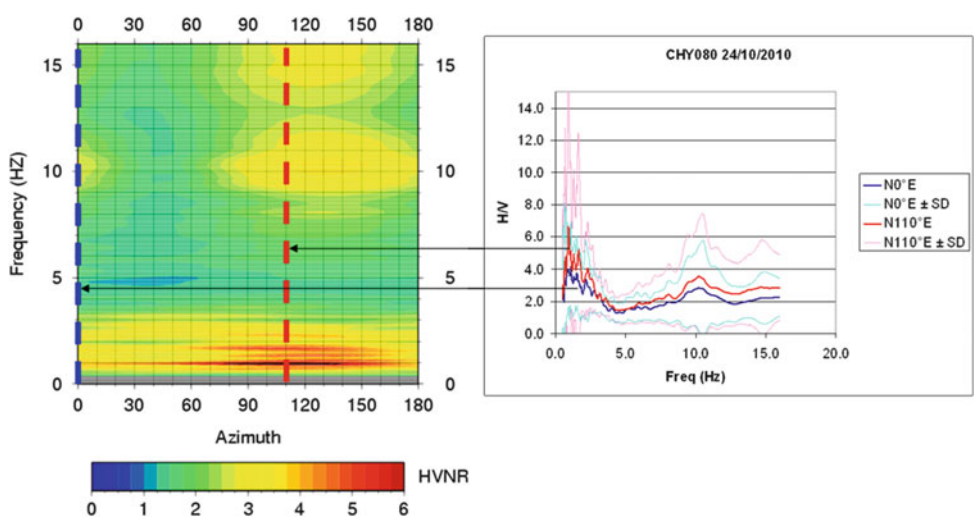 0 30 60 90 120 150 180
15 15
10 10
5 5
0 0
Frequency (HZ)
0 30 60 90 120 150 180
Azimuth
HVNR
0 1 2 3 4 5 6
CHY080 24/10/2010
14.0
12.0
10.0
8.0
6.0
4.0
2.0
0.0
H/V
0.0 5.0 10.0 15.0 20.0
Freq (Hz)
N0°E
N0°E ± SD
N110°E
N110°E ± SD